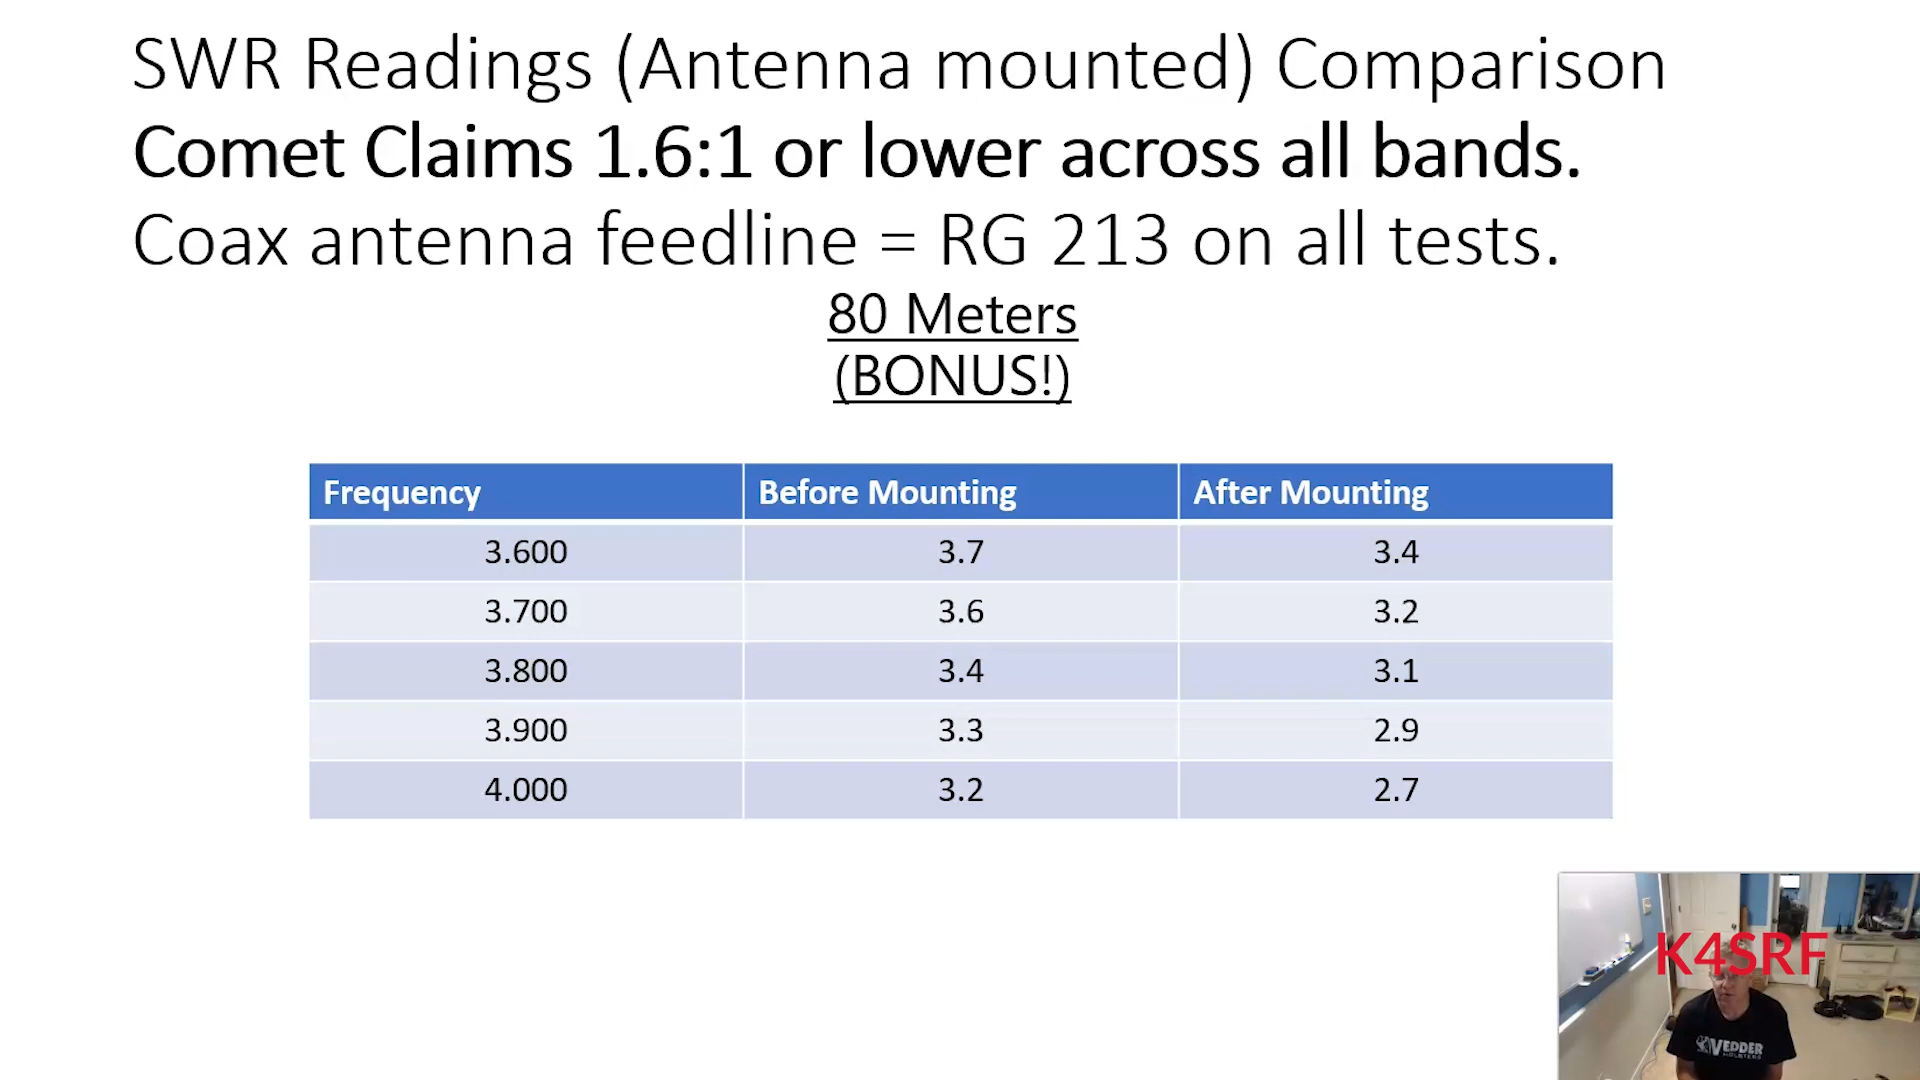 SWR Readings (Antenna mounted) Comparison
Comet Claims 1.6:1 or lower across all bands.
Coax antenna feedline = RG 213 on all tests.
80 Meters
(BONUS!)
Frequency Before Mounting After Mounting
3.600 3.7 3.4
3.700 3.6 3.2
3.800 3.4 3.1
3.900 3.3 2.9
4.000 3.2 2.7
K4SRF
VEDDER
HOLSTERS